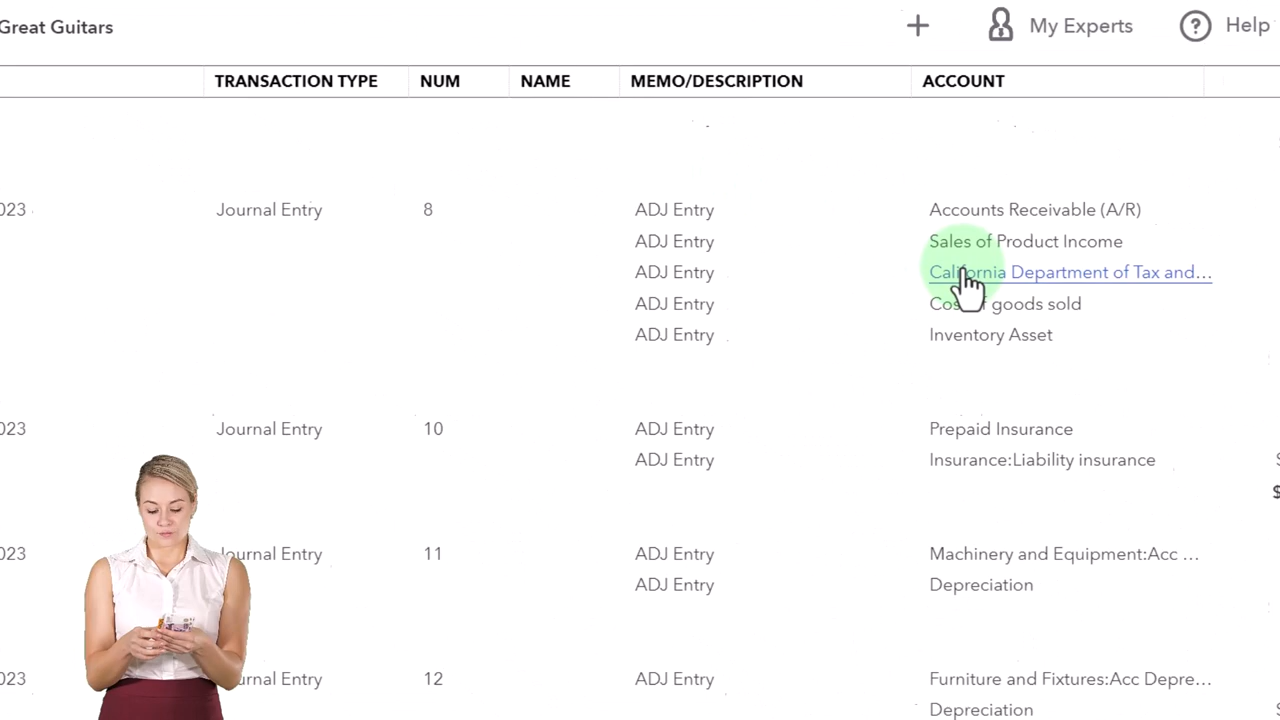 Great Guitars My Experts Help
TRANSACTION TYPE NUM NAME MEMO/DESCRIPTION ACCOUNT
023 Journal Entry 8 ADJ Entry Accounts Receivable (A/R)
ADJ Entry Sales of Product Income
ADJ Entry California Department of Tax and...
ADJ Entry Cost of goods sold
ADJ Entry Inventory Asset
023 Journal Entry 10 ADJ Entry Prepaid Insurance
ADJ Entry Insurance:Liability insurance
$
023 Journal Entry 11 ADJ Entry Machinery and Equipment:Acc ...
ADJ Entry Depreciation
023 Journal Entry 12 ADJ Entry Furniture and Fixtures:Acc Depre...
Depreciation